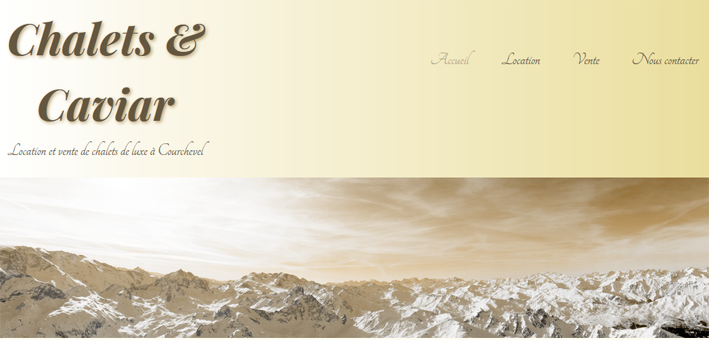 Chalets &
Caviar
Location et vente de chalets de luxe à Courchevel
Accueil Location Vente Nous contacter